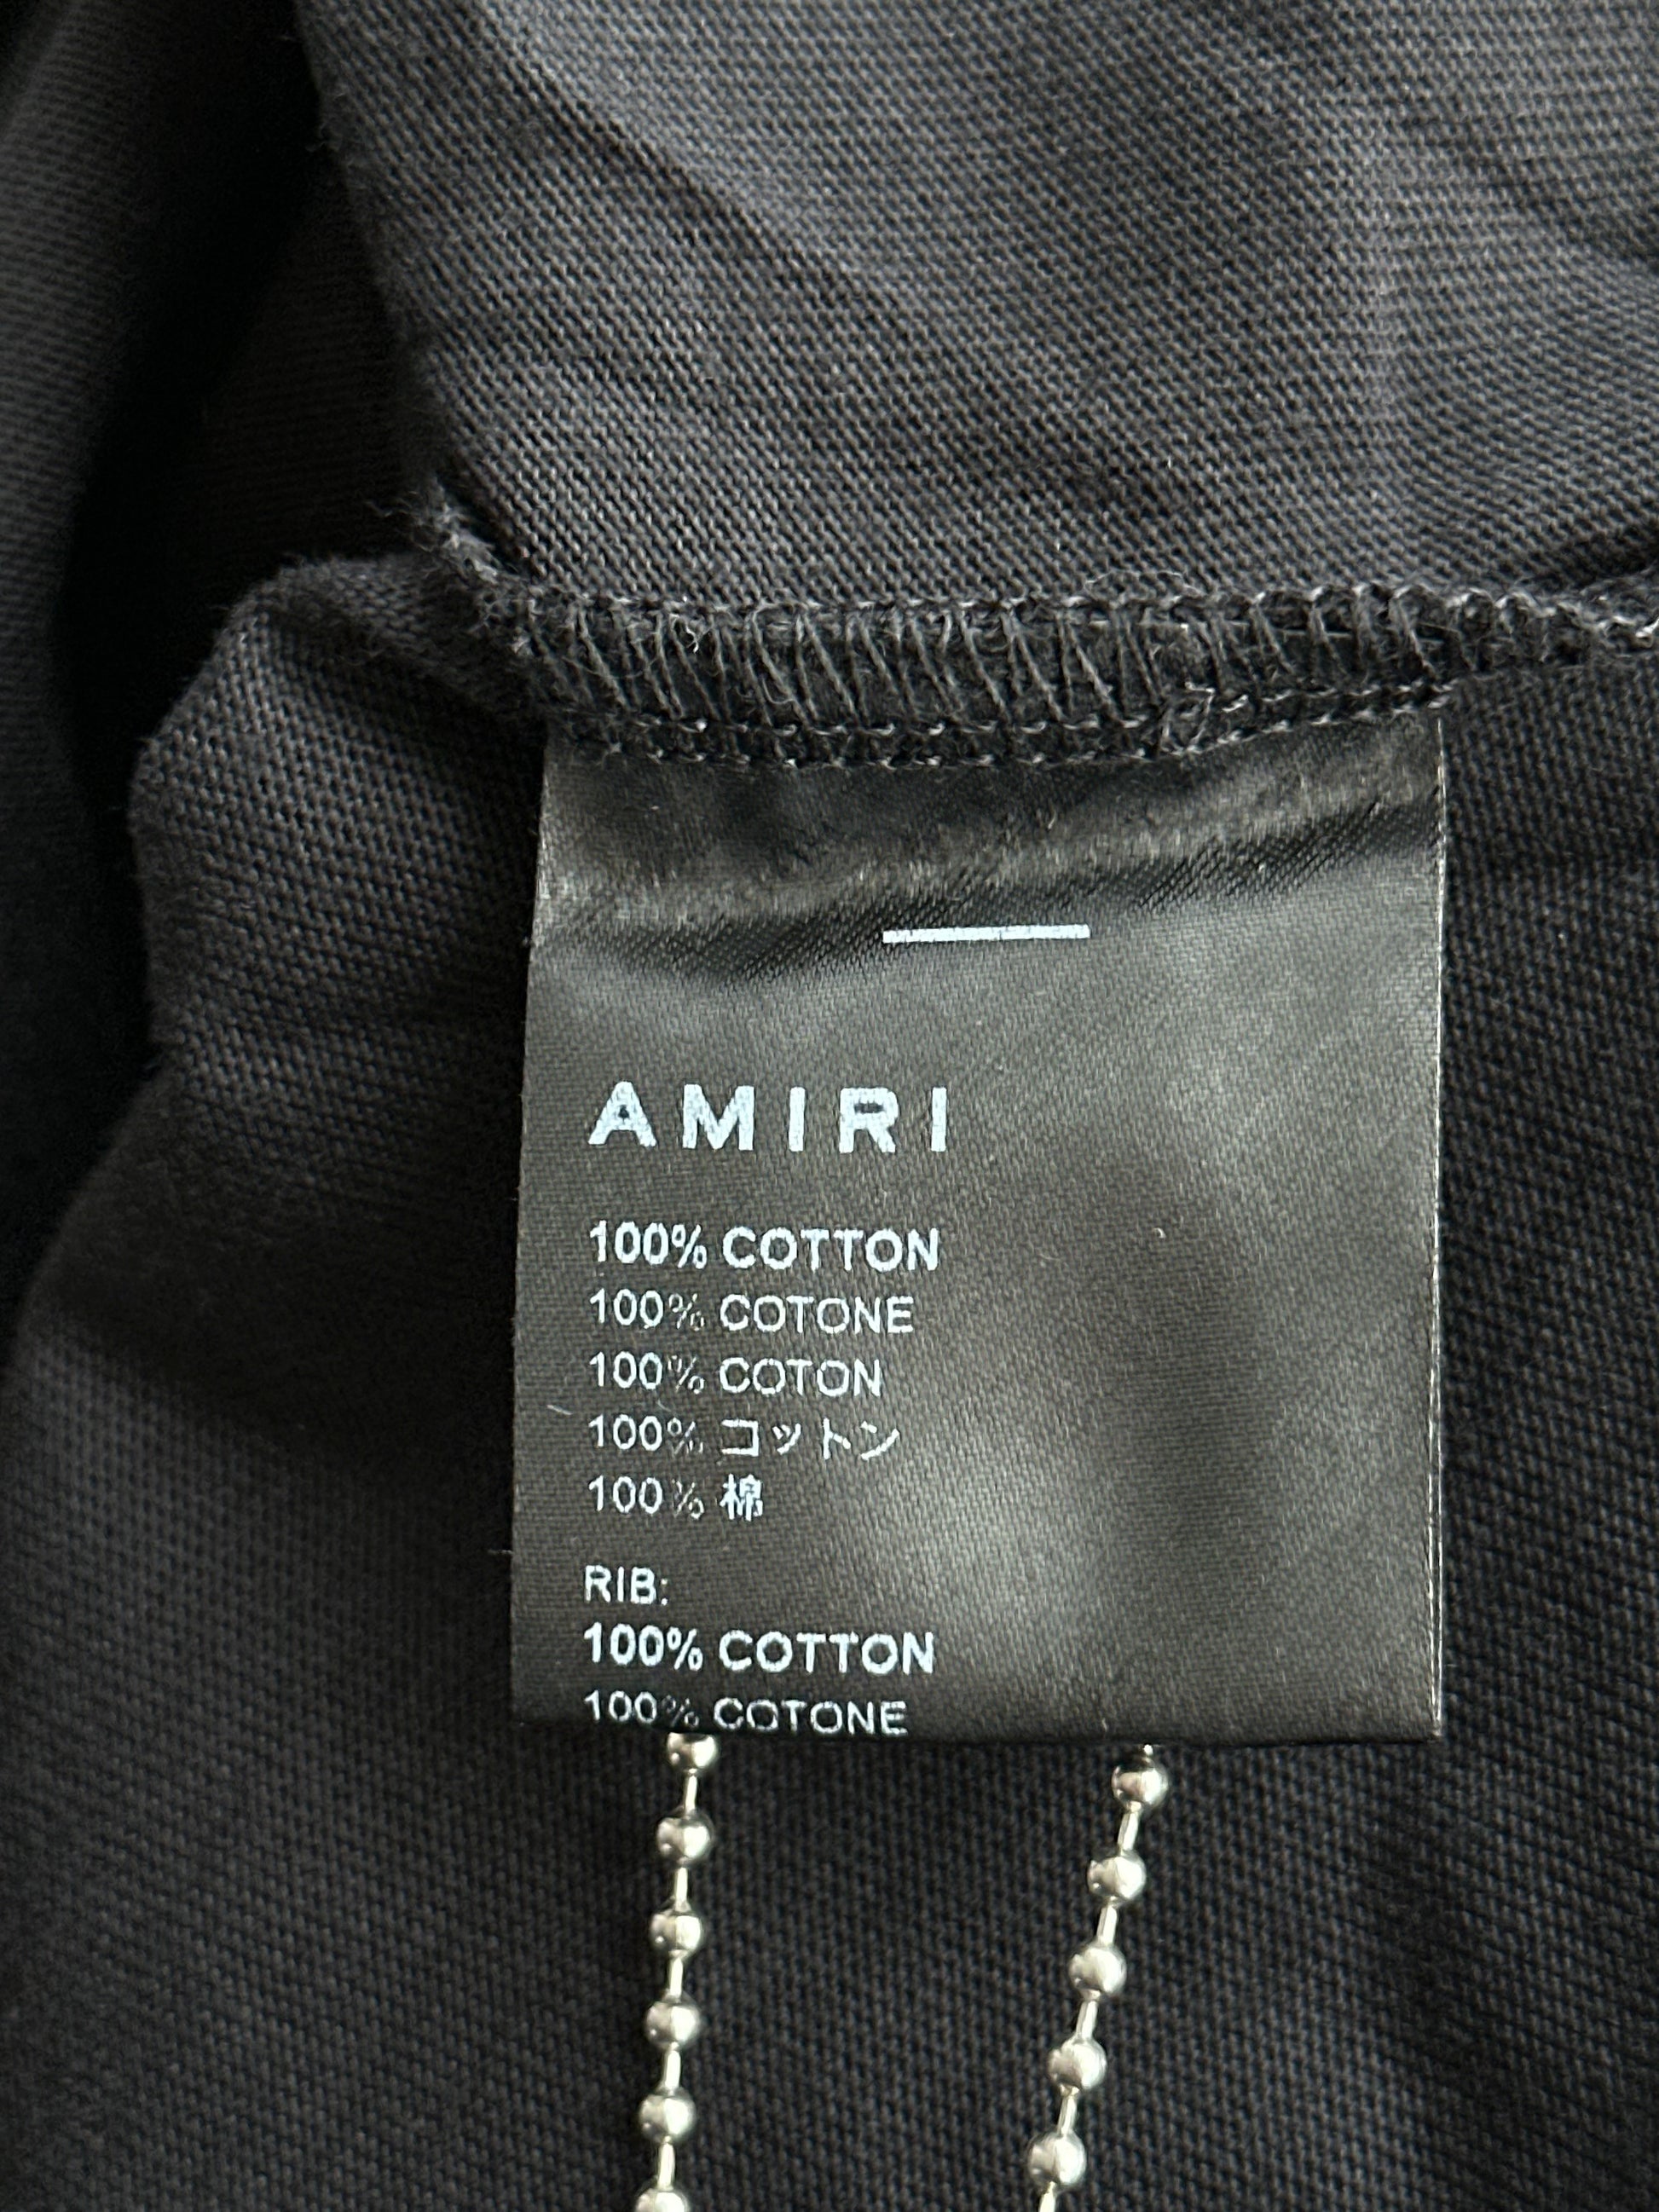 AMIRI
100% COTTON
100% COTONE
100% COTON
100% コットン
100% 棉
RIB:
100% COTTON
100% COTONE